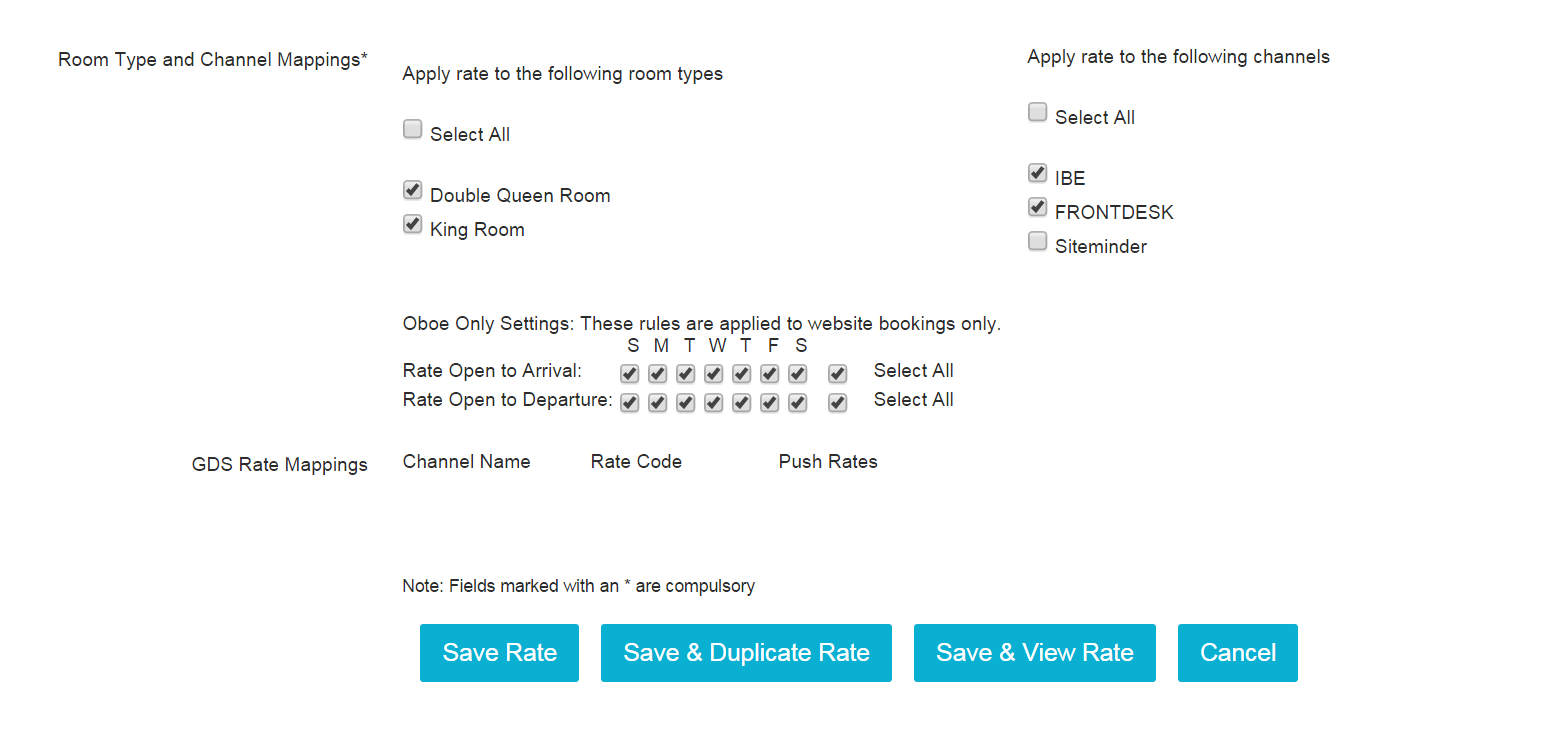 Room Type and Channel Mappings*
Apply rate to the following room types
Select All
Double Queen Room
King Room
Apply rate to the following channels
Select All
IBE
FRONTDESK
Siteminder
Oboe Only Settings: These rules are applied to website bookings only.
S M T W T F S
Rate Open to Arrival: Select All
Rate Open to Departure: Select All
GDS Rate Mappings Channel Name Rate Code Push Rates
Note: Fields marked with an * are compulsory
Save Rate Save & Duplicate Rate Save & View Rate Cancel